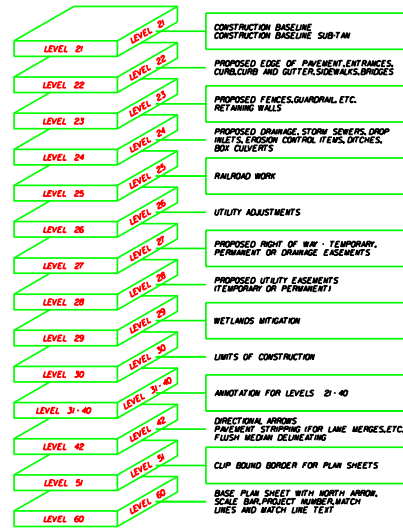 LEVEL 21
LEVEL 21
CONSTRUCTION BASELINE
CONSTRUCTION BASELINE SUB-TAN
LEVEL 22
LEVEL 22
PROPOSED EDGE OF PAVEMENT,ENTRANCES,
CURB,CURB AND GUTTER,SIDEWALKS,BRIDGES
LEVEL 23
LEVEL 23
PROPOSED FENCES,GUARDRAIL, ETC.
RETAINING WALLS
LEVEL 24
LEVEL 24
PROPOSED DRAINAGE, STORM SEWERS, DROP
INLETS, EROSION CONTROL ITEMS, DITCHES,
BOX CULVERTS
LEVEL 25
LEVEL 25
RAILROAD WORK
LEVEL 26
LEVEL 26
UTILITY ADJUSTMENTS
LEVEL 27
LEVEL 27
PROPOSED RIGHT OF WAY - TEMPORARY,
PERMANENT OR DRAINAGE EASEMENTS
LEVEL 28
LEVEL 28
PROPOSED UTILITY EASEMENTS
(TEMPORARY OR PERMANENT)
LEVEL 29
LEVEL 29
WETLANDS MITIGATION
LEVEL 30
LEVEL 30
LIMITS OF CONSTRUCTION
LEVEL 31-40
LEVEL 31-40
ANNOTATION FOR LEVELS 21-40
LEVEL 42
LEVEL 42
DIRECTIONAL ARROWS
PAVEMENT STRIPPING (FOR LANE MERGES,ETC.
FLUSH MEDIAN DELINEATING
LEVEL 51
LEVEL 51
CLIP BOUND BORDER FOR PLAN SHEETS
LEVEL 60
LEVEL 60
BASE PLAN SHEET WITH NORTH ARROW,
SCALE BAR,PROJECT NUMBER,MATCH
LINES AND MATCH LINE TEXT